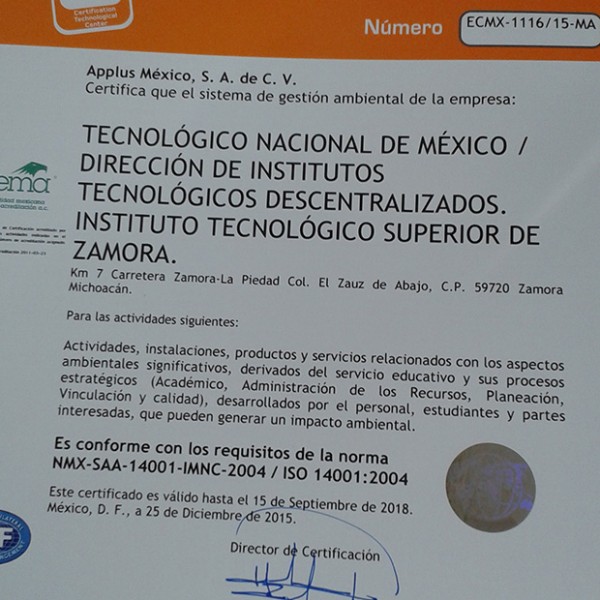 Certification
Technological
Center
Número
ECMX-1116/15-MA
Applus México, S. A. de C. V.
Certifica que el sistema de gestión ambiental de la empresa:
TECNOLÓGICO NACIONAL DE MÉXICO /
DIRECCIÓN DE INSTITUTOS
TECNOLÓGICOS DESCENTRALIZADOS.
INSTITUTO TECNOLÓGICO SUPERIOR DE
ZAMORA.
ema
Km 7 Carretera Zamora-La Piedad Col. El Zauz de Abajo, C.P. 59720 Zamora
Michoacán.
Para las actividades siguientes:
Actividades, instalaciones, productos y servicios relacionados con los aspectos
ambientales significativos, derivados del servicio educativo y sus procesos
estratégicos (Académico, Administración de los Recursos, Planeación,
Vinculación y calidad), desarrollados por el personal, estudiantes y partes
interesadas, que pueden generar un impacto ambiental.
Es conforme con los requisitos de la norma
NMX-SAA-14001-IMNC-2004 / ISO 14001:2004
Este certificado es válido hasta el 15 de Septiembre de 2018.
México, D. F., a 25 de Diciembre de 2015.
Director de Certificación